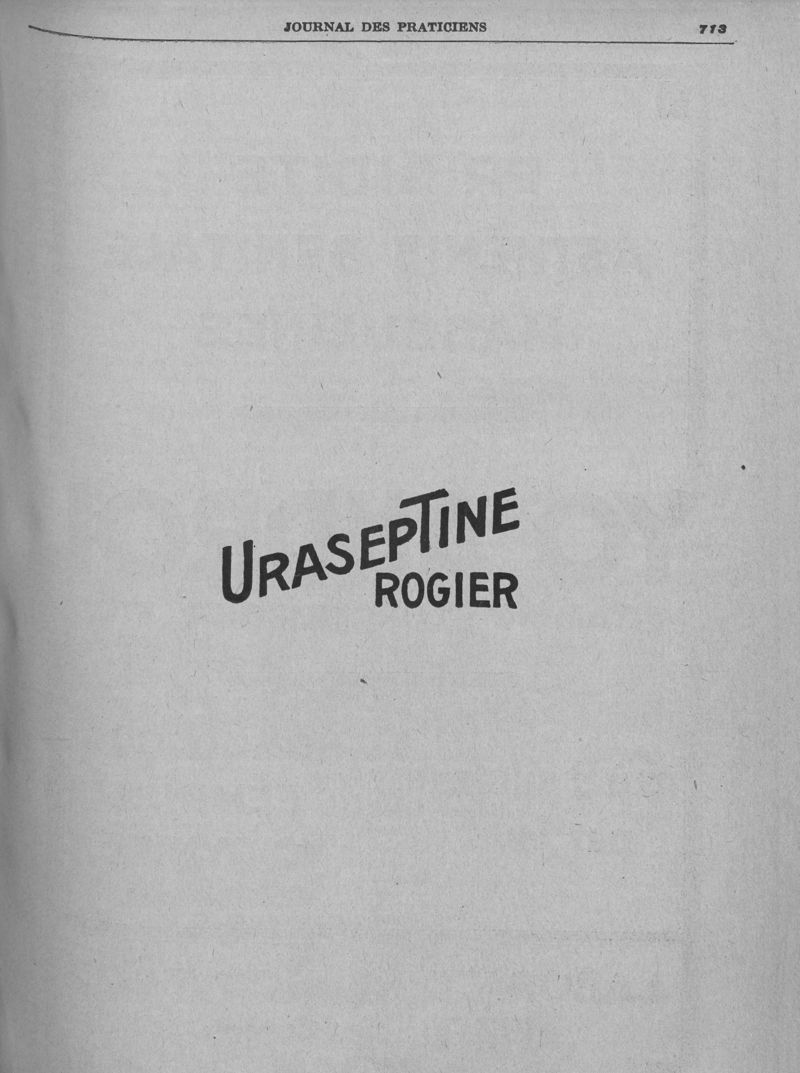 JOURNAL DES PRATICIENS 713
URASEPTINE
ROGIER